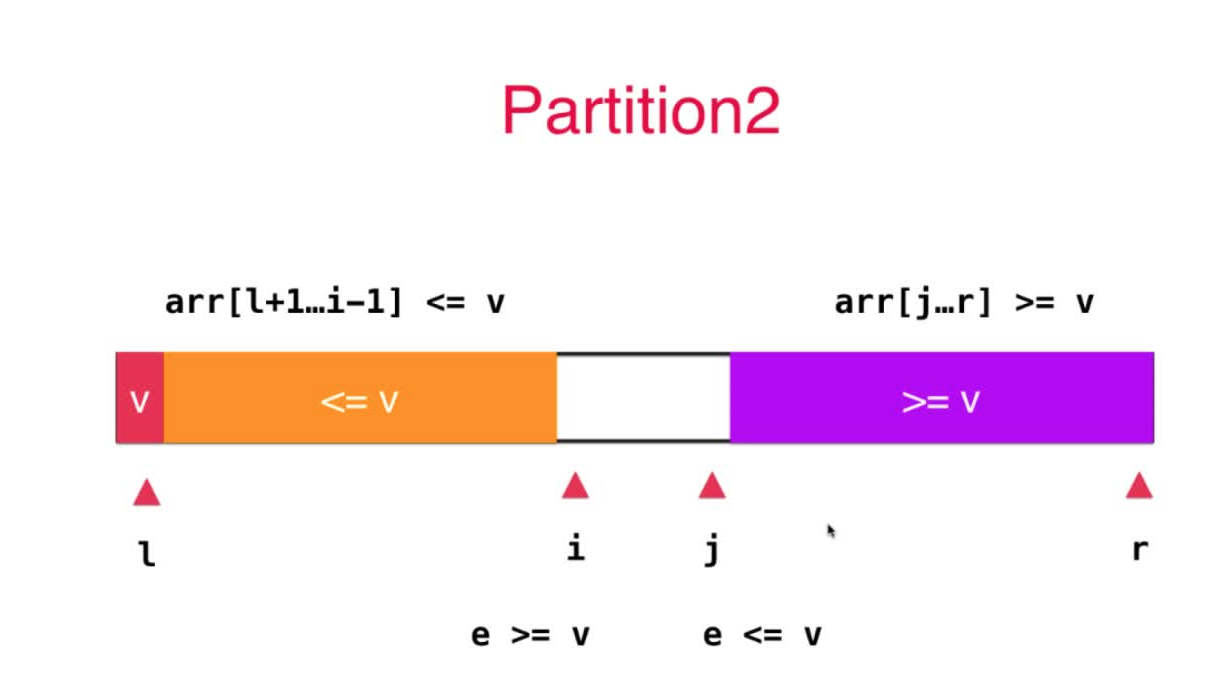 Partition2
arr[l+1…i-1] <= v arr[j…r] >= v
v <= v >= v
l i j r
e >= v e <= v